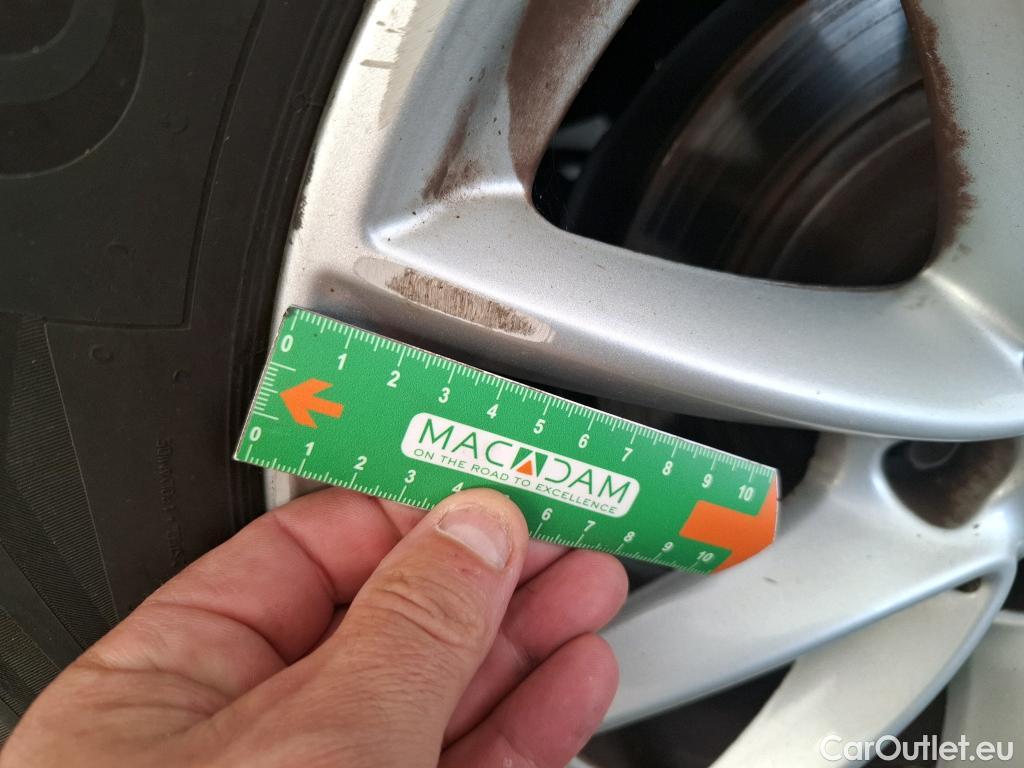 0 1 2 3 4 5 6 7 8 9 10
MACADAM
ON THE ROAD TO EXCELLENCE
0 1 2 3 4 5 6 7 8 9 10
CarOutlet.eu